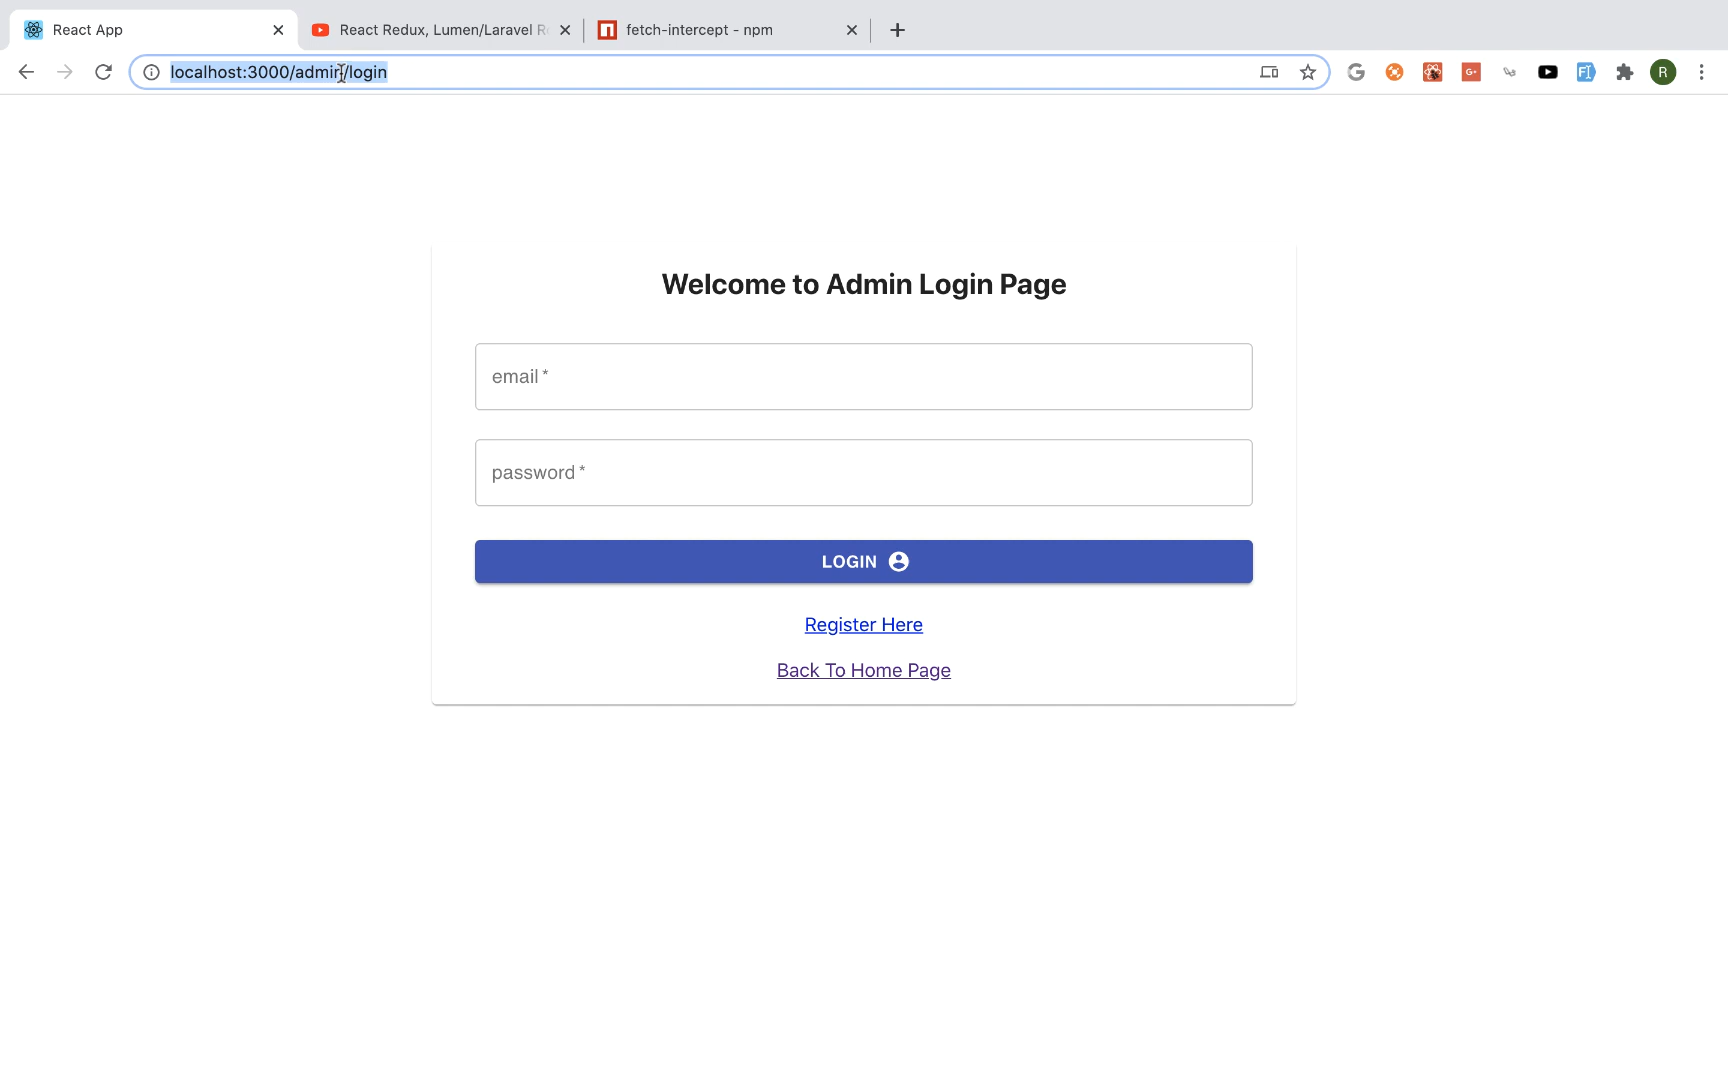 React App
React Redux, Lumen/Laravel R
fetch-intercept - npm
localhost:3000/admin/login
R
Welcome to Admin Login Page
email *
password *
LOGIN
Register Here
Back To Home Page